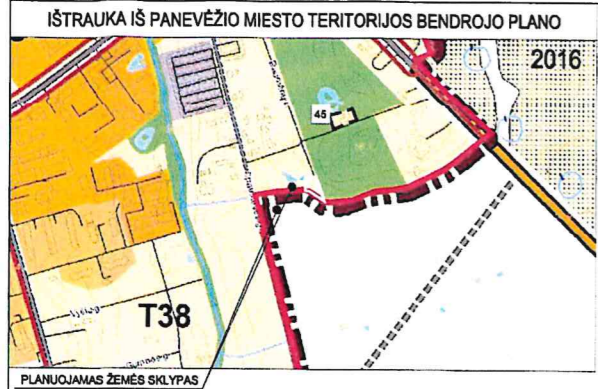 IŠTRAUKA IŠ PANEVĖŽIO MIESTO TERITORIJOS BENDROJO PLANO
2016
45
T38
PLANUOJAMAS ŽEMĖS SKLYPAS